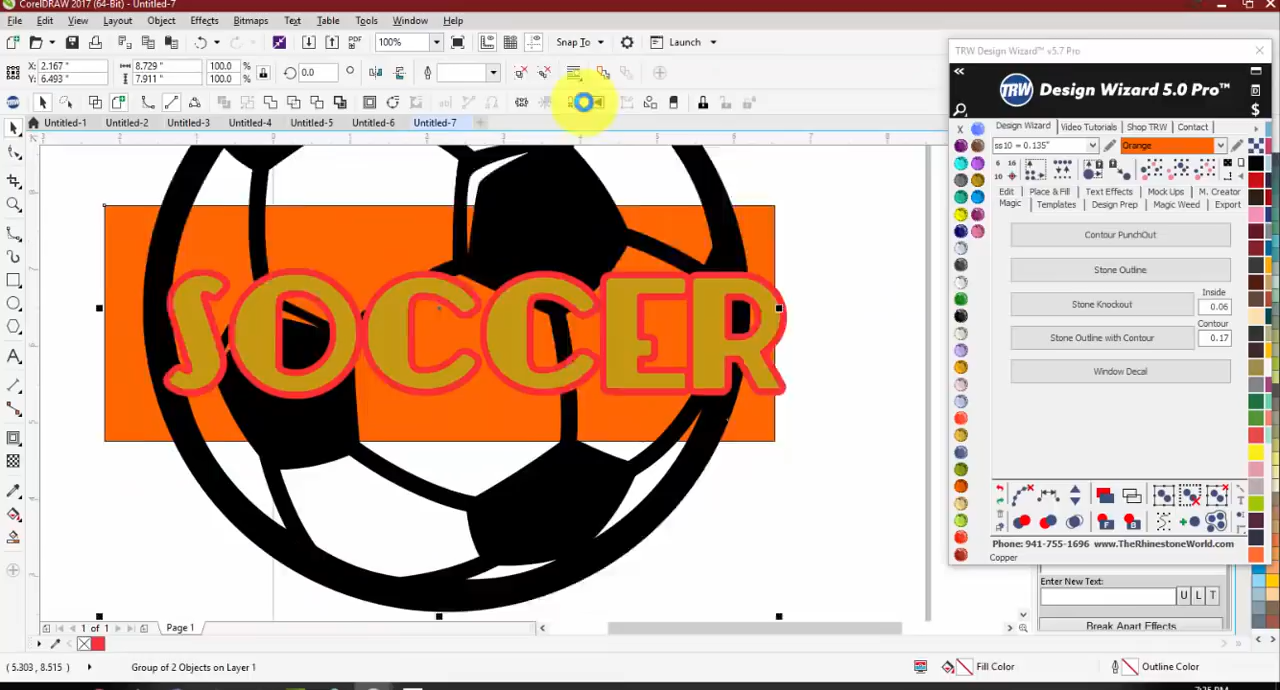 CorelDRAW 2017 (64-Bit) - Untitled-7
File Edit View Layout Object Effects Bitmaps Text Table Tools Window Help
PDF 100% Snap To Launch
X: 2.167 " 8.729 " 100.0 % 0.0
Y: 6.493 " 7.911 " 100.0 %
Untitled-1 Untitled-2 Untitled-3 Untitled-4 Untitled-5 Untitled-6 Untitled-7
SOCCER
1 of 1 Page 1
( 5.303 , 8.515 ) Group of 2 Objects on Layer 1 Fill Color Outline Color
TRW Design Wizard™ v5.7 Pro
TRW Design Wizard 5.0 Pro™
Design Wizard Video Tutorials Shop TRW Contact
ss10 = 0.135" Orange
Edit Place & Fill Text Effects Mock Ups M. Creator
Magic Templates Design Prep Magic Weed Export
Contour PunchOut
Stone Outline
Inside
Stone Knockout 0.06
Contour
Stone Outline with Contour 0.17
Window Decal
Phone: 941-755-1696 www.TheRhinestoneWorld.com
Copper
Enter New Text:
U L T
Break Apart Effects
7:25 PM